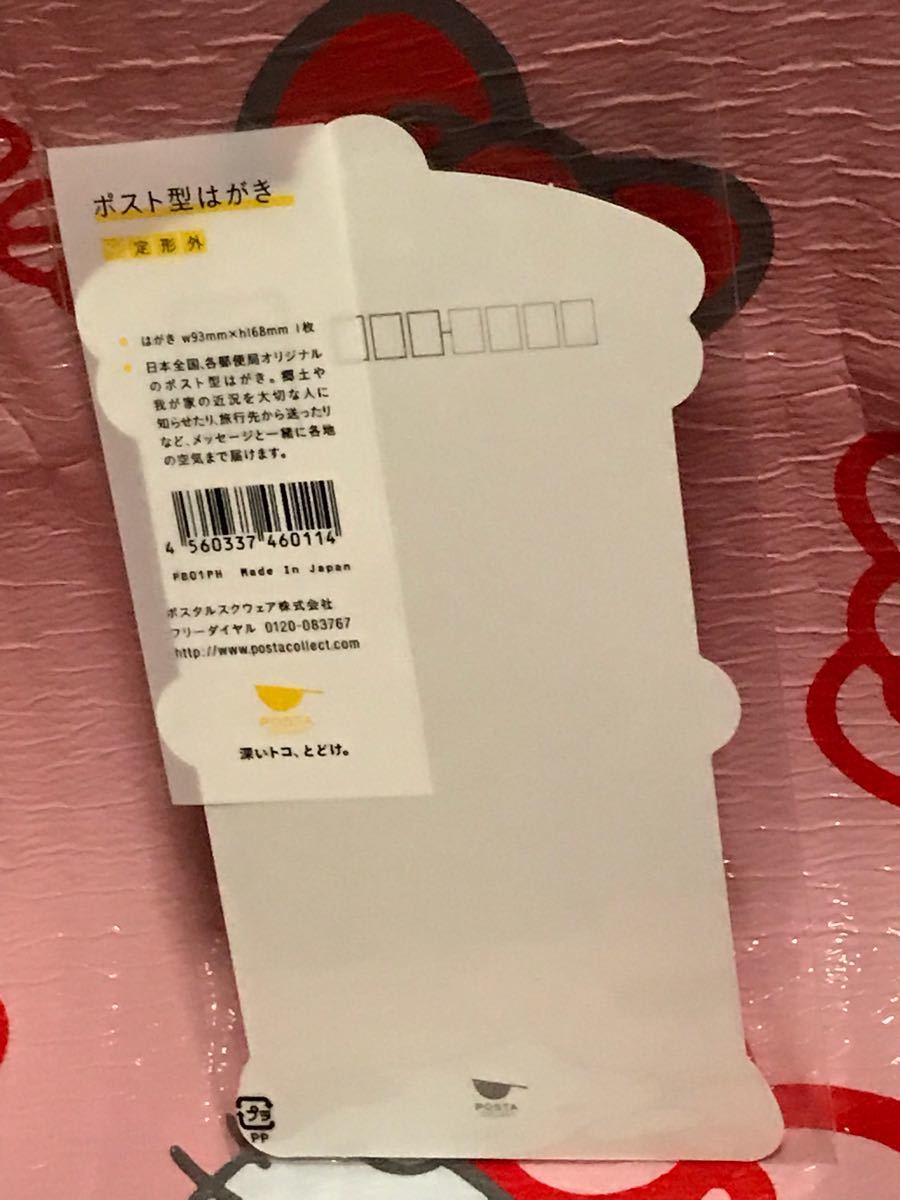 ポスト型はがき
定形外
はがき w93mm×h168mm 1枚
日本全国、各郵便局オリジナル
のポスト型はがき。郷土や
我が家の近況を大切な人に
知らせたり、旅行先から送ったり
など、メッセージと一緒に各地
の空気まで届けます。
4 560337 460114
PB01PH Made In Japan
ポスタルスクウェア株式会社
フリーダイヤル 0120-083767
http://www.postacollect.com
POSTA
深いトコ、とどけ。
POSTA
プラ
PP